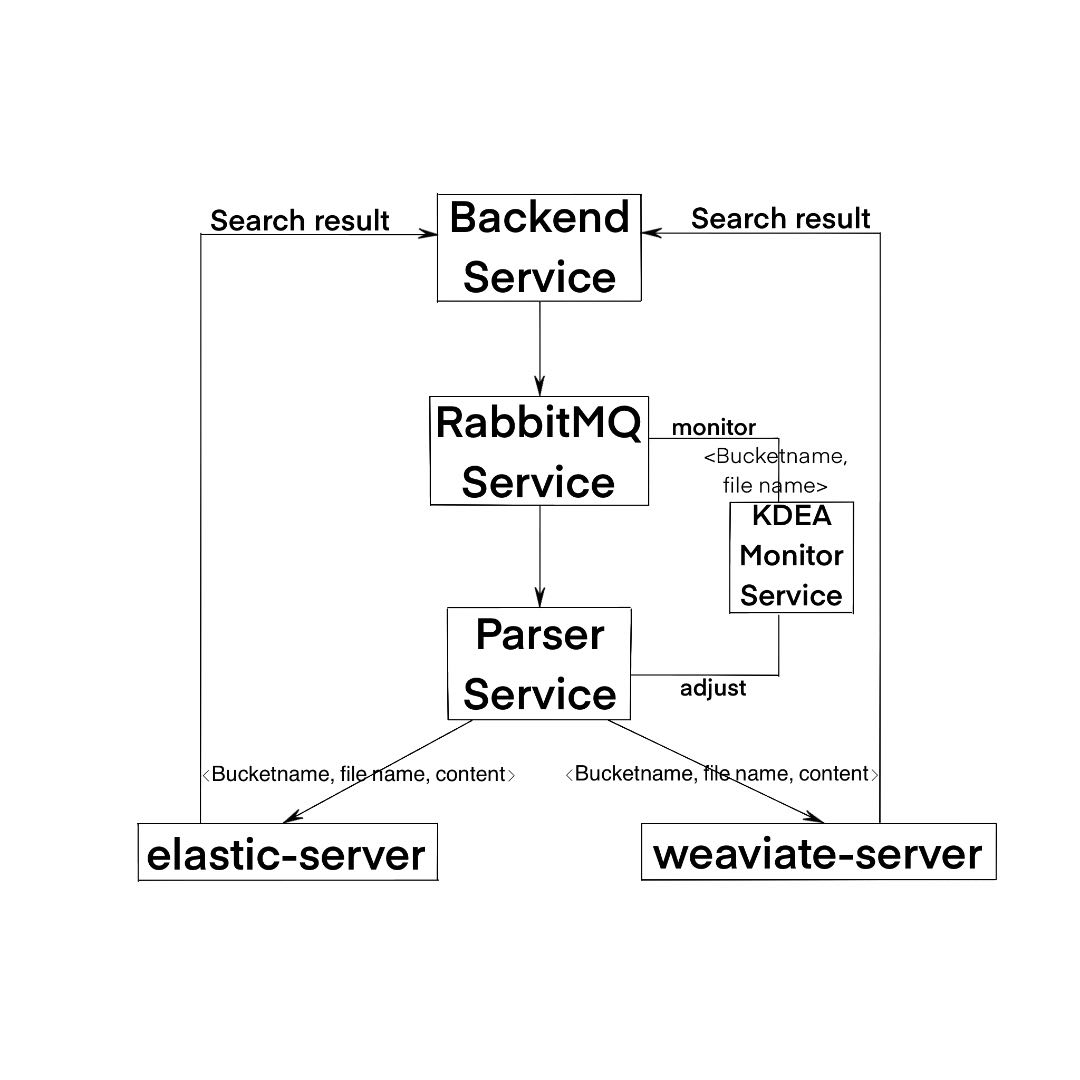 Backend
Service
Search result
Search result
RabbitMQ
Service
monitor
<Bucketname,
file name>
KDEA
Monitor
Service
Parser
Service
adjust
<Bucketname, file name, content>
<Bucketname, file name, content>
elastic-server
weaviate-server